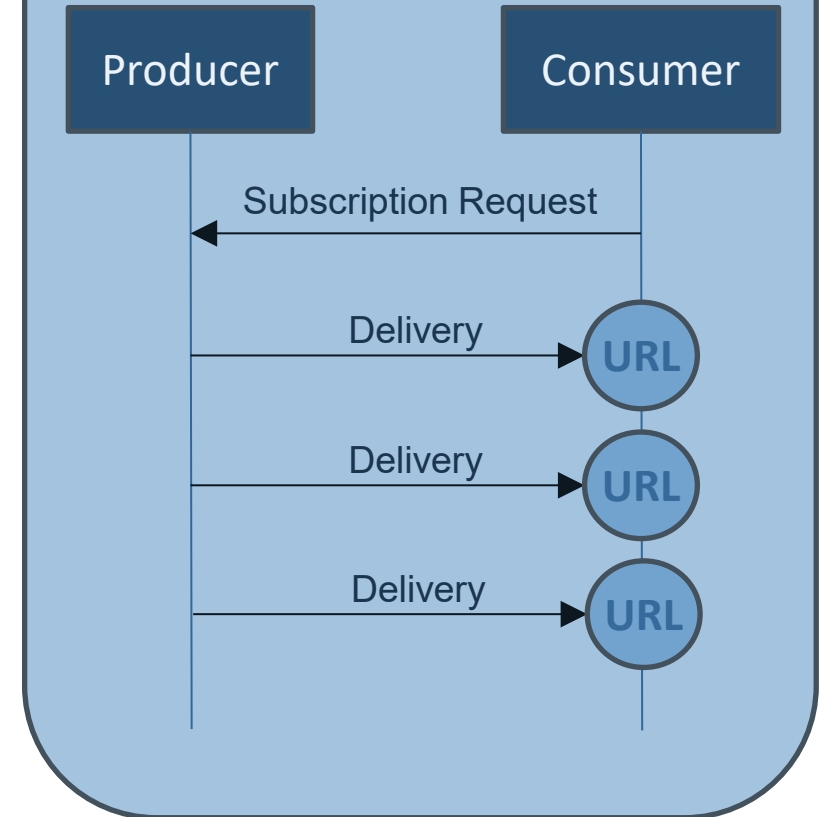 Producer
Consumer
Subscription Request
Delivery
URL
Delivery
URL
Delivery
URL